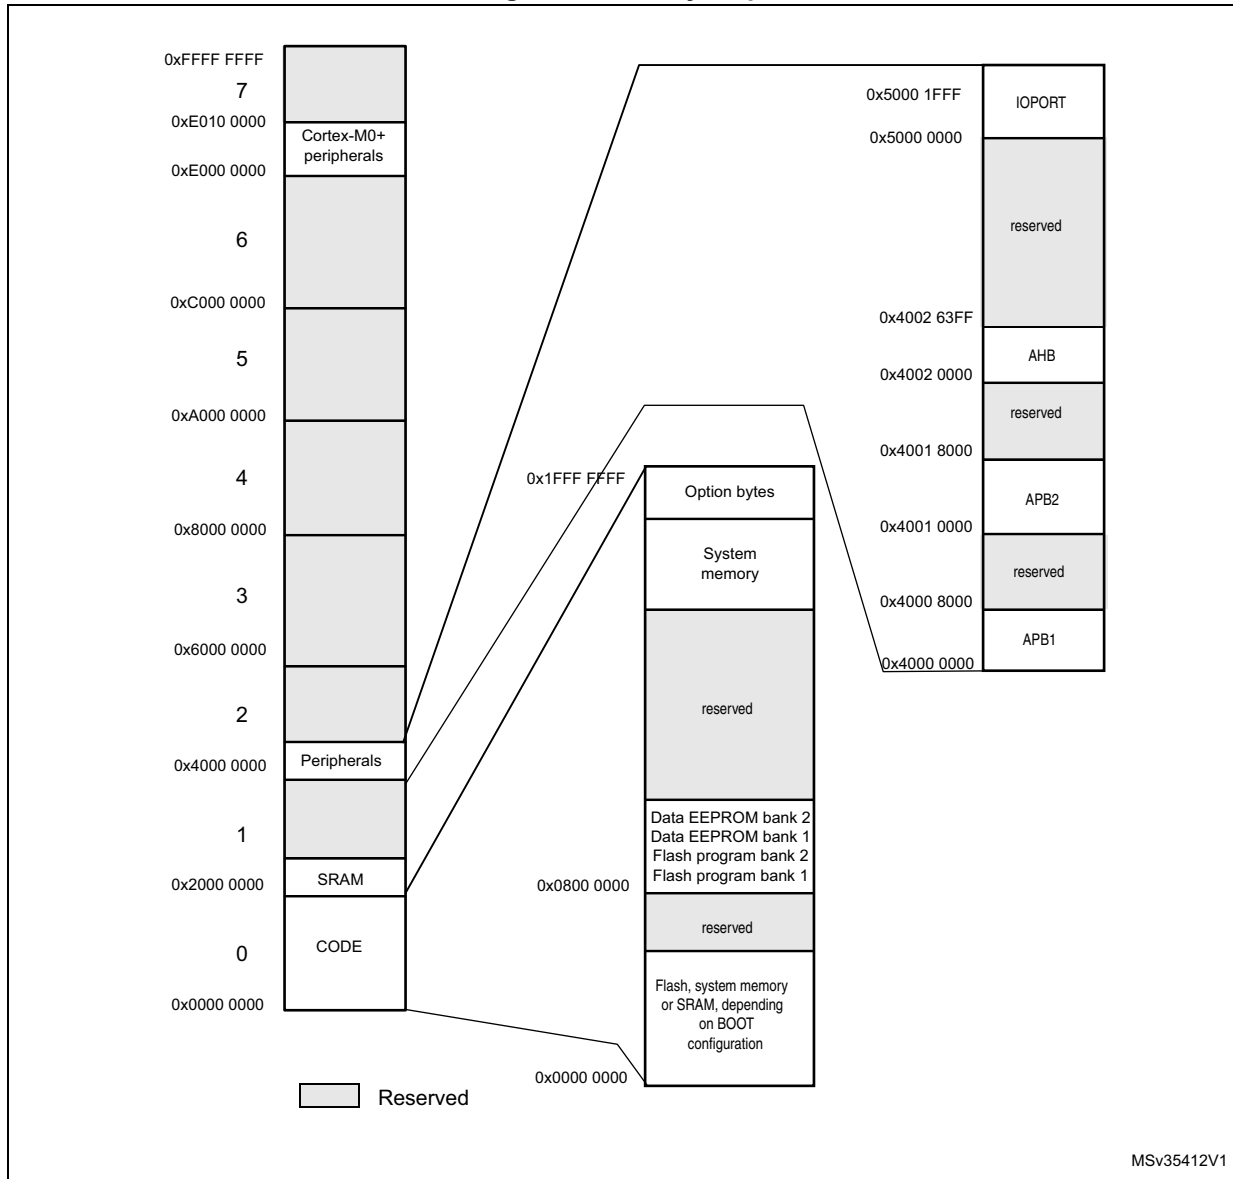 0xFFFF FFFF
7
0xE010 0000
Cortex-M0+
peripherals
0xE000 0000
6
0xC000 0000
5
0xA000 0000
4
0x8000 0000
3
0x6000 0000
2
Peripherals
0x4000 0000
1
SRAM
0x2000 0000
CODE
0
0x0000 0000
Reserved
0x1FFF FFFF
Option bytes
System
memory
reserved
Data EEPROM bank 2
Data EEPROM bank 1
Flash program bank 2
Flash program bank 1
0x0800 0000
reserved
Flash, system memory
or SRAM, depending
on BOOT
configuration
0x0000 0000
0x5000 1FFF
IOPORT
0x5000 0000
reserved
0x4002 63FF
AHB
0x4002 0000
reserved
0x4001 8000
APB2
0x4001 0000
reserved
0x4000 8000
APB1
0x4000 0000
MSv35412V1